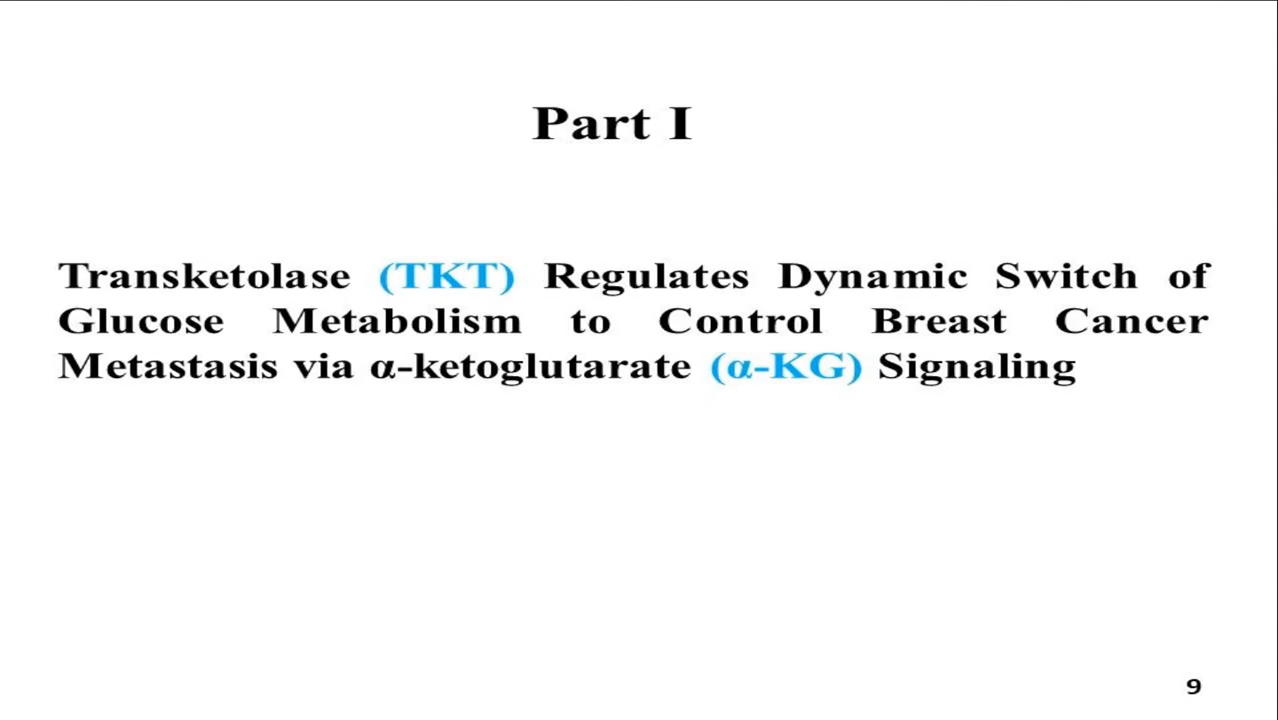 Part I
Transketolase (TKT) Regulates Dynamic Switch of
Glucose Metabolism to Control Breast Cancer
Metastasis via α-ketoglutarate (α-KG) Signaling
9